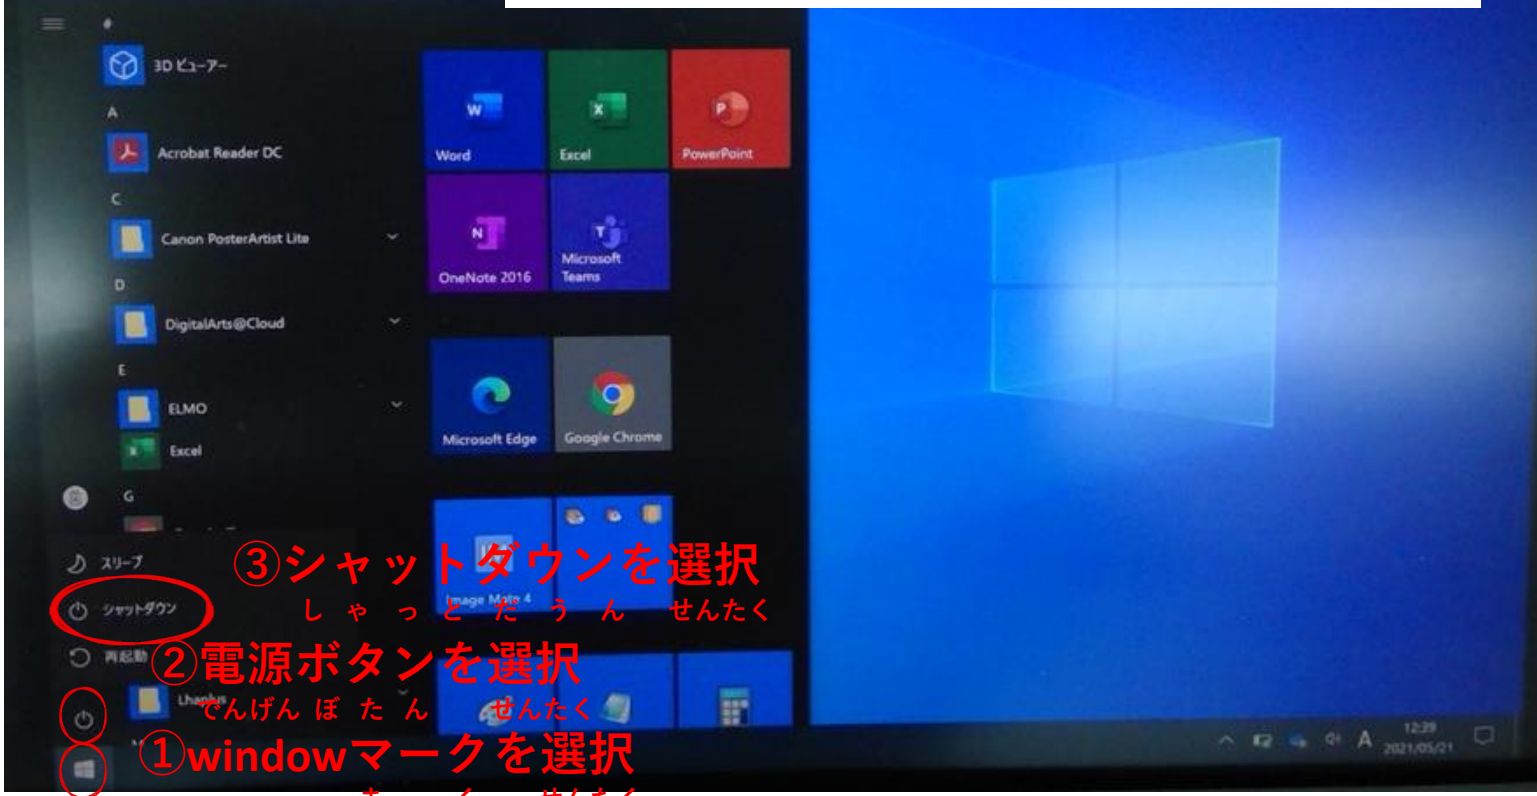 3D ビューアー
A
Acrobat Reader DC
C
Canon PosterArtist Lite
D
DigitalArts@Cloud
E
ELMO
Excel
G
スリープ
シャットダウン
再起動
Lhaplus
Word
Excel
PowerPoint
OneNote 2016
Microsoft
Teams
Microsoft Edge
Google Chrome
Image Mate 4
③シャットダウンを選択
しゃっとだうん せんたく
②電源ボタンを選択
でんげん ぼたん せんたく
①windowマークを選択
A
12:39
2021/05/21